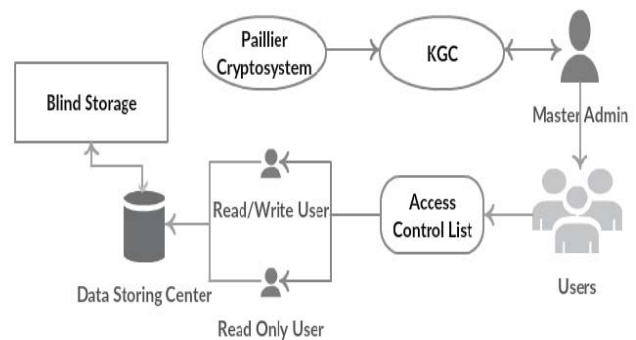 Paillier
Cryptosystem
KGC
Blind Storage
Master Admin
Read/Write User
Access
Control List
Data Storing Center
Users
Read Only User